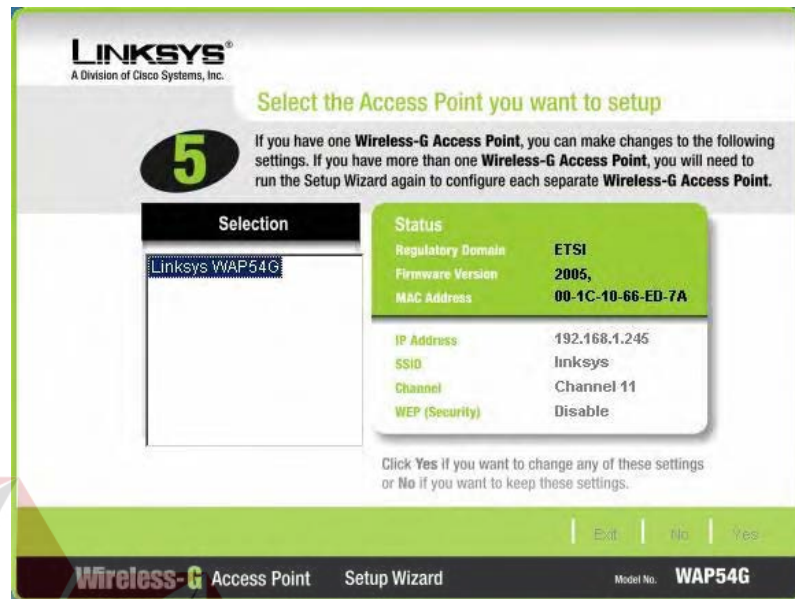 LINKSYS®
A Division of Cisco Systems, Inc.
Select the Access Point you want to setup
5
If you have one Wireless-G Access Point, you can make changes to the following
settings. If you have more than one Wireless-G Access Point, you will need to
run the Setup Wizard again to configure each separate Wireless-G Access Point.
Selection
Linksys WAP54G
Status
Regulatory Domain ETSI
Firmware Version 2005,
MAC Address 00-1C-10-66-ED-7A
IP Address 192.168.1.245
SSID linksys
Channel Channel 11
WEP (Security) Disable
Click Yes if you want to change any of these settings
or No if you want to keep these settings.
Exit No Yes
Wireless-G Access Point Setup Wizard Model No. WAP54G